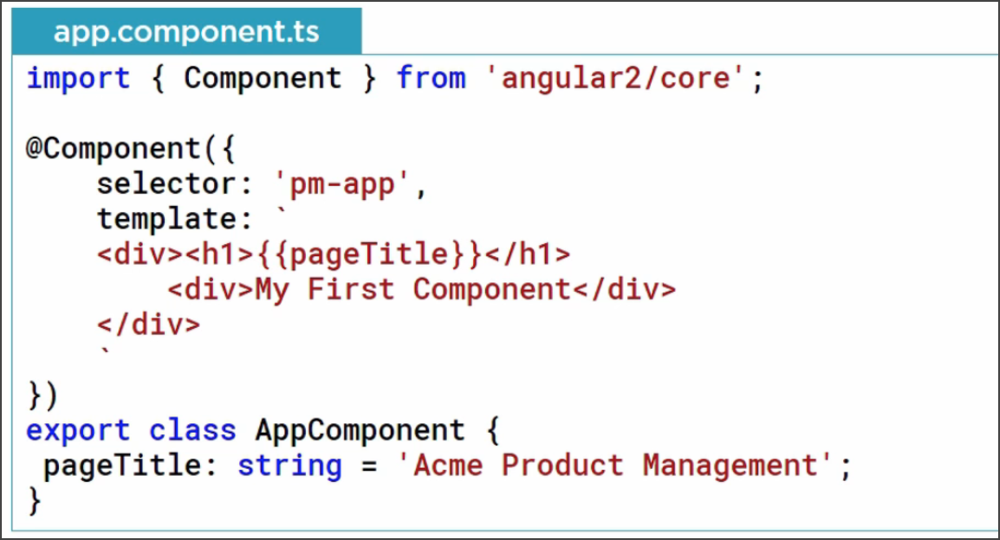 app.component.ts
import { Component } from 'angular2/core';
@Component({
    selector: 'pm-app',
    template: `
    <div><h1>{{pageTitle}}</h1>
        <div>My First Component</div>
    </div>
    `
})
export class AppComponent {
 pageTitle: string = 'Acme Product Management';
}